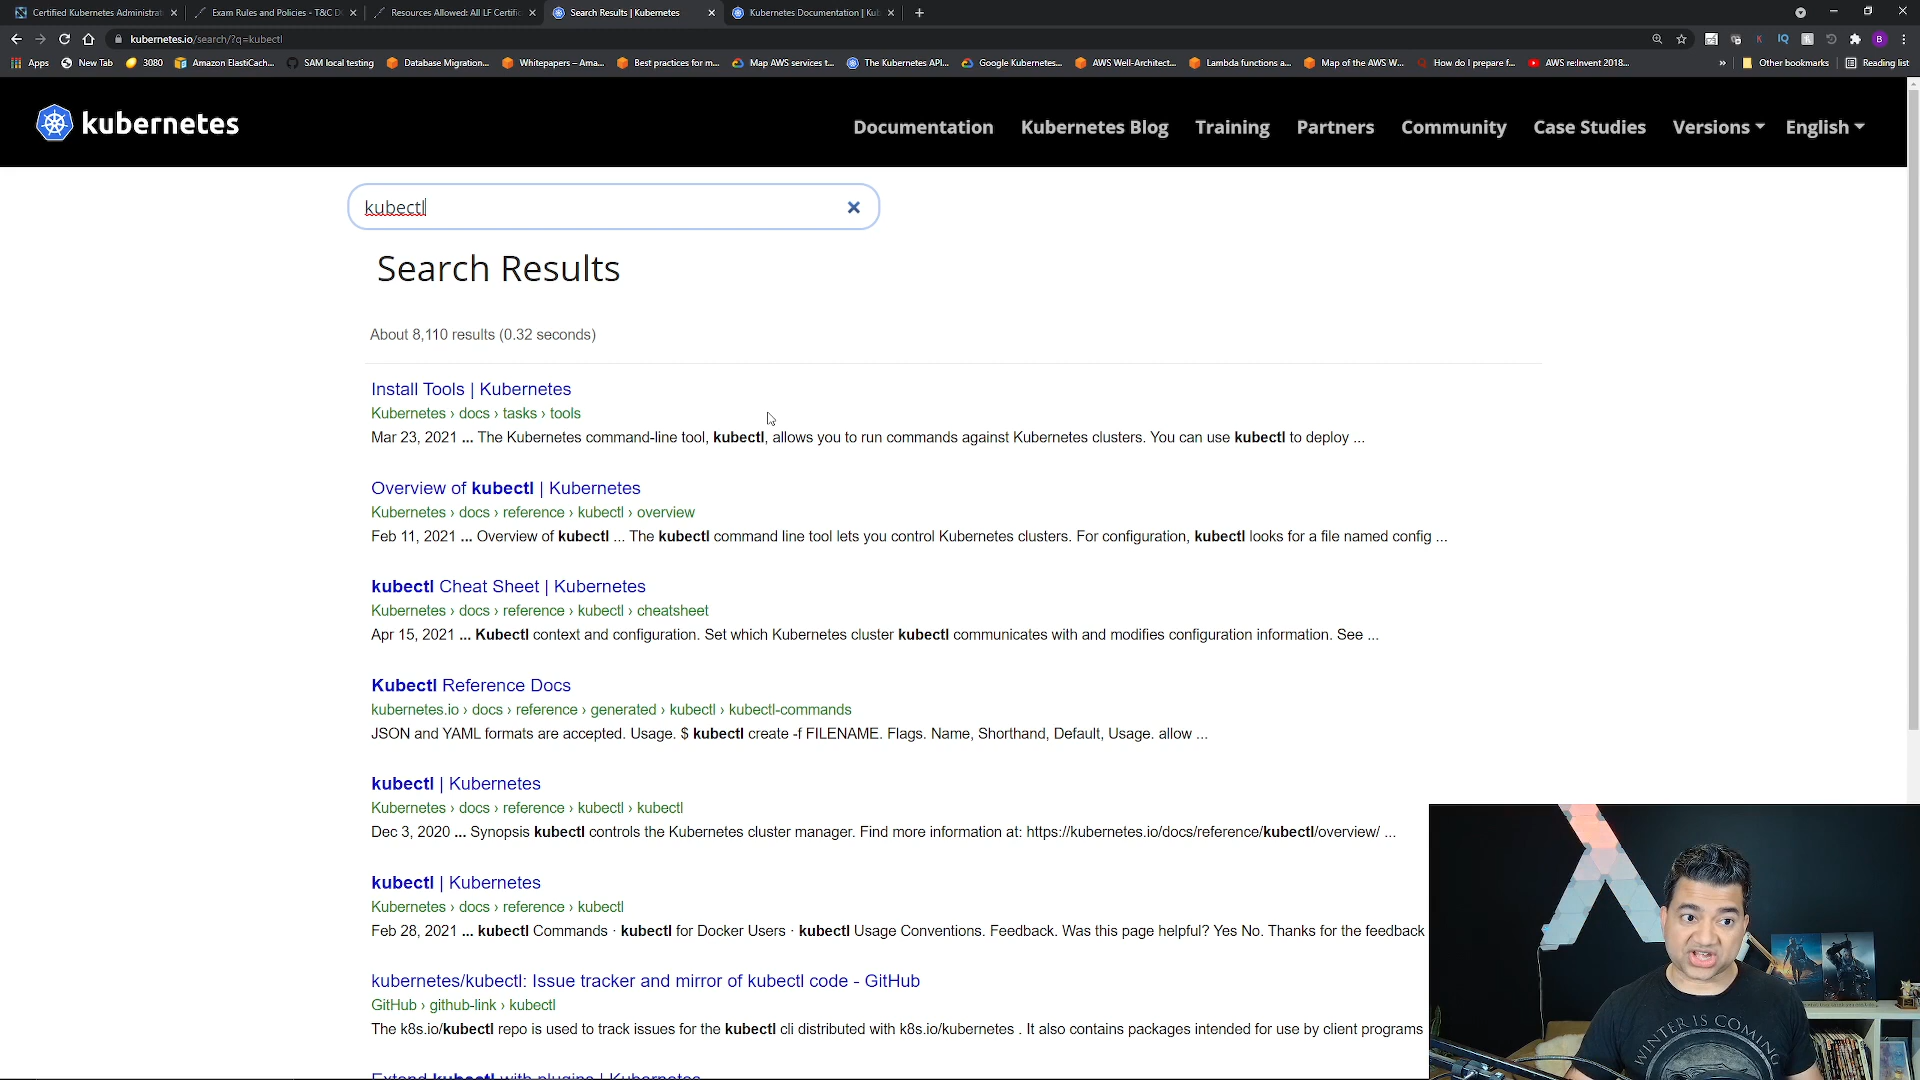 Certified Kubernetes Administrat
Exam Rules and Policies - T&C D
Resources Allowed: All LF Certific
Search Results | Kubernetes
Kubernetes Documentation | Kub
kubernetes.io/search/?q=kubectl
Apps
New Tab
3080
Amazon ElastiCach...
SAM local testing
Database Migration...
Whitepapers – Ama...
Best practices for m...
Map AWS services t...
The Kubernetes API...
Google Kubernetes...
AWS Well-Architect...
Lambda functions a...
Map of the AWS W...
How do I prepare f...
AWS re:Invent 2018...
»
Other bookmarks
Reading list
kubernetes
Documentation
Kubernetes Blog
Training
Partners
Community
Case Studies
Versions
English
kubectl
Search Results
About 8,110 results (0.32 seconds)
Install Tools | Kubernetes
Kubernetes › docs › tasks › tools
Mar 23, 2021 ... The Kubernetes command-line tool, kubectl, allows you to run commands against Kubernetes clusters. You can use kubectl to deploy ...
Overview of kubectl | Kubernetes
Kubernetes › docs › reference › kubectl › overview
Feb 11, 2021 ... Overview of kubectl ... The kubectl command line tool lets you control Kubernetes clusters. For configuration, kubectl looks for a file named config ...
kubectl Cheat Sheet | Kubernetes
Kubernetes › docs › reference › kubectl › cheatsheet
Apr 15, 2021 ... Kubectl context and configuration. Set which Kubernetes cluster kubectl communicates with and modifies configuration information. See ...
Kubectl Reference Docs
kubernetes.io › docs › reference › generated › kubectl › kubectl-commands
JSON and YAML formats are accepted. Usage. $ kubectl create -f FILENAME. Flags. Name, Shorthand, Default, Usage. allow ...
kubectl | Kubernetes
Kubernetes › docs › reference › kubectl › kubectl
Dec 3, 2020 ... Synopsis kubectl controls the Kubernetes cluster manager. Find more information at: https://kubernetes.io/docs/reference/kubectl/overview/ ...
kubectl | Kubernetes
Kubernetes › docs › reference › kubectl
Feb 28, 2021 ... kubectl Commands · kubectl for Docker Users · kubectl Usage Conventions. Feedback. Was this page helpful? Yes No. Thanks for the feedback
kubernetes/kubectl: Issue tracker and mirror of kubectl code - GitHub
GitHub › github-link › kubectl
The k8s.io/kubectl repo is used to track issues for the kubectl cli distributed with k8s.io/kubernetes . It also contains packages intended for use by client programs
Extend kubectl with plugins | Kubernetes
WINTER IS COMING